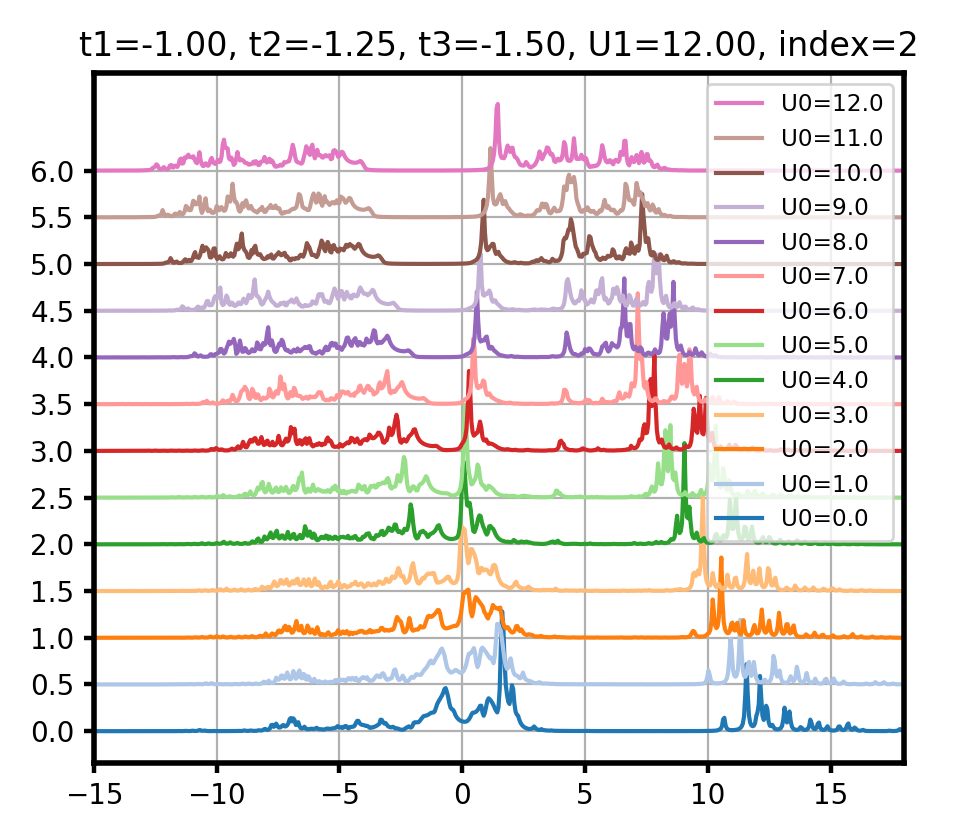 t1=-1.00, t2=-1.25, t3=-1.50, U1=12.00, index=2
U0=12.0
U0=11.0
U0=10.0
U0=9.0
U0=8.0
U0=7.0
U0=6.0
U0=5.0
U0=4.0
U0=3.0
U0=2.0
U0=1.0
U0=0.0
6.0
5.5
5.0
4.5
4.0
3.5
3.0
2.5
2.0
1.5
1.0
0.5
0.0
−15 −10 −5 0 5 10 15